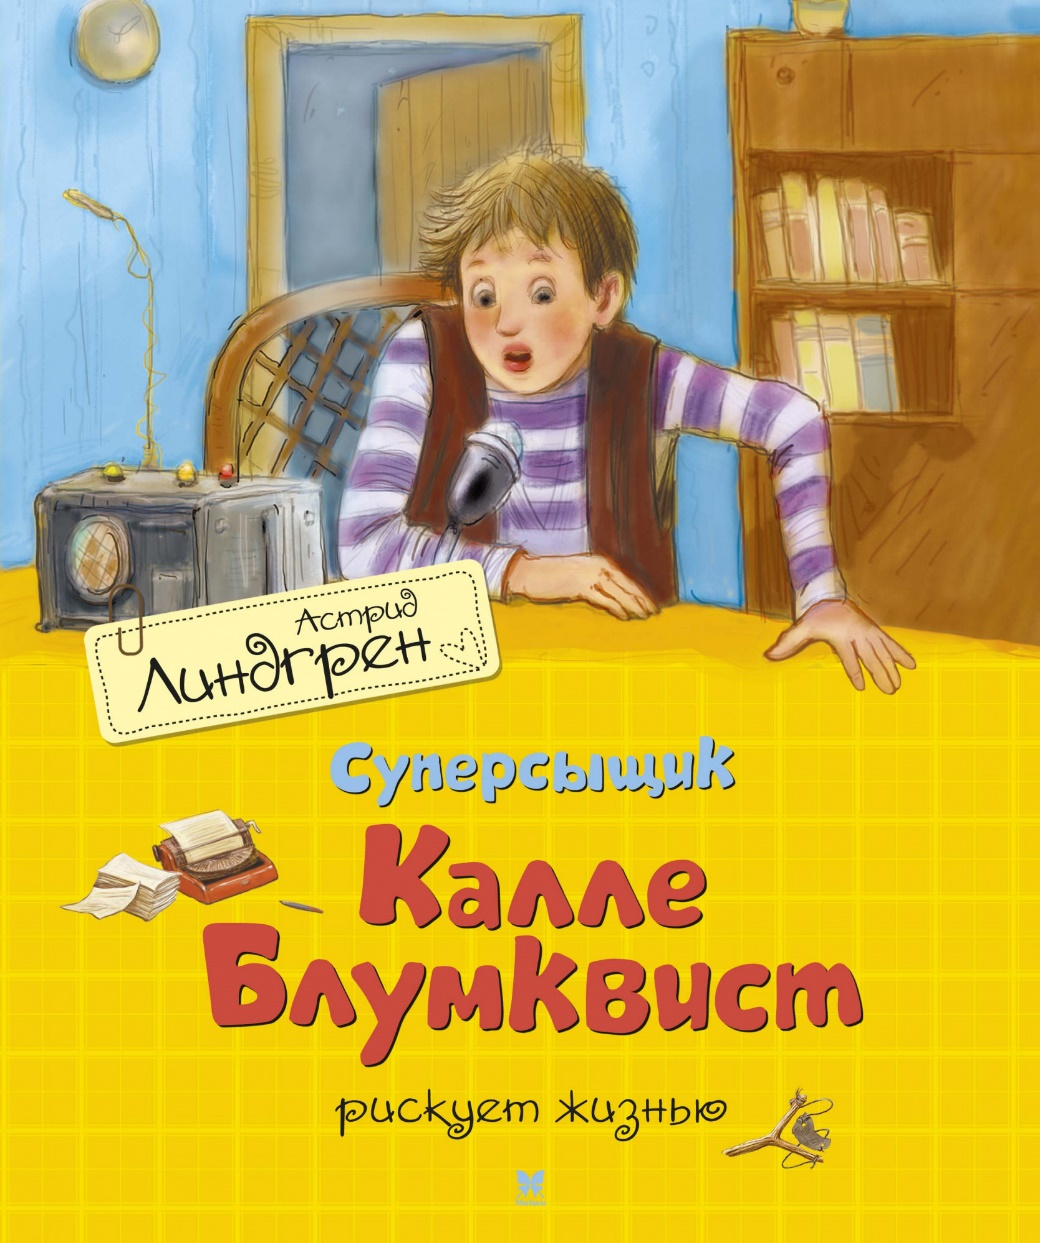 Астрид
Линдгрен
Суперсыщик
Калле
Блумквист
рискует жизнью